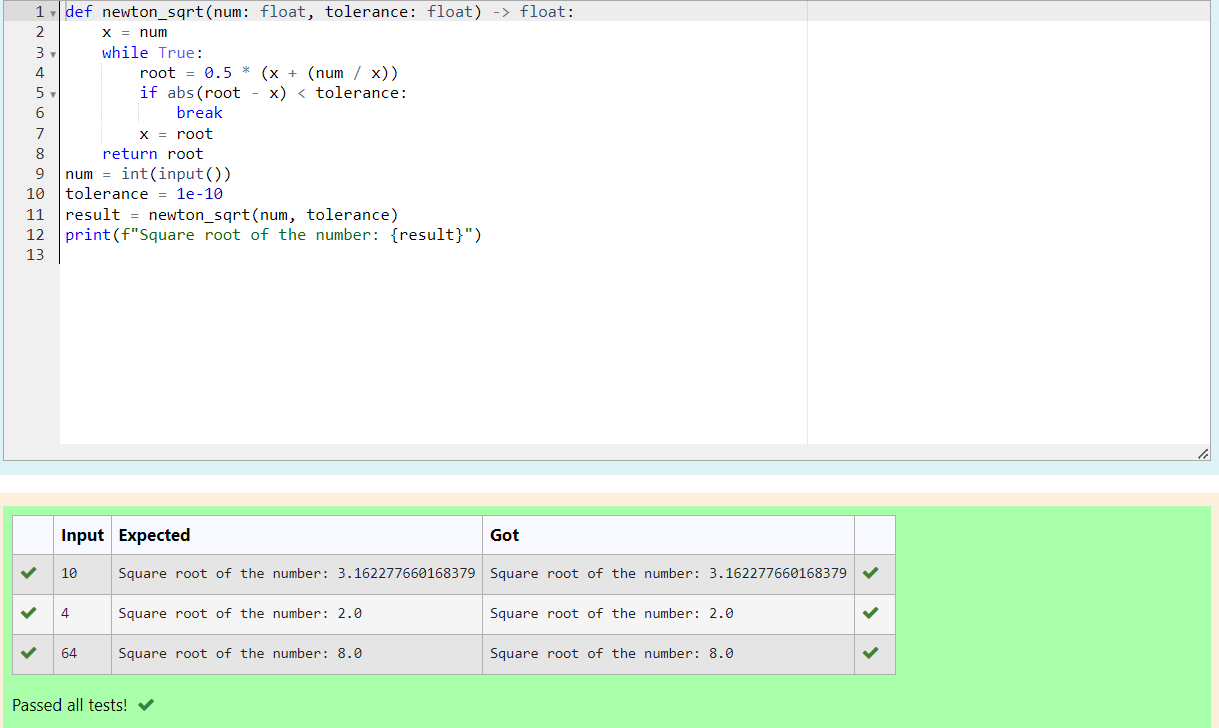 1 def newton_sqrt(num: float, tolerance: float) -> float:
2     x = num
3     while True:
4         root = 0.5 * (x + (num / x))
5         if abs(root - x) < tolerance:
6             break
7         x = root
8     return root
9 num = int(input())
10 tolerance = 1e-10
11 result = newton_sqrt(num, tolerance)
12 print(f"Square root of the number: {result}")
13
Input Expected Got
10 Square root of the number: 3.162277660168379 Square root of the number: 3.162277660168379
4 Square root of the number: 2.0 Square root of the number: 2.0
64 Square root of the number: 8.0 Square root of the number: 8.0
Passed all tests!